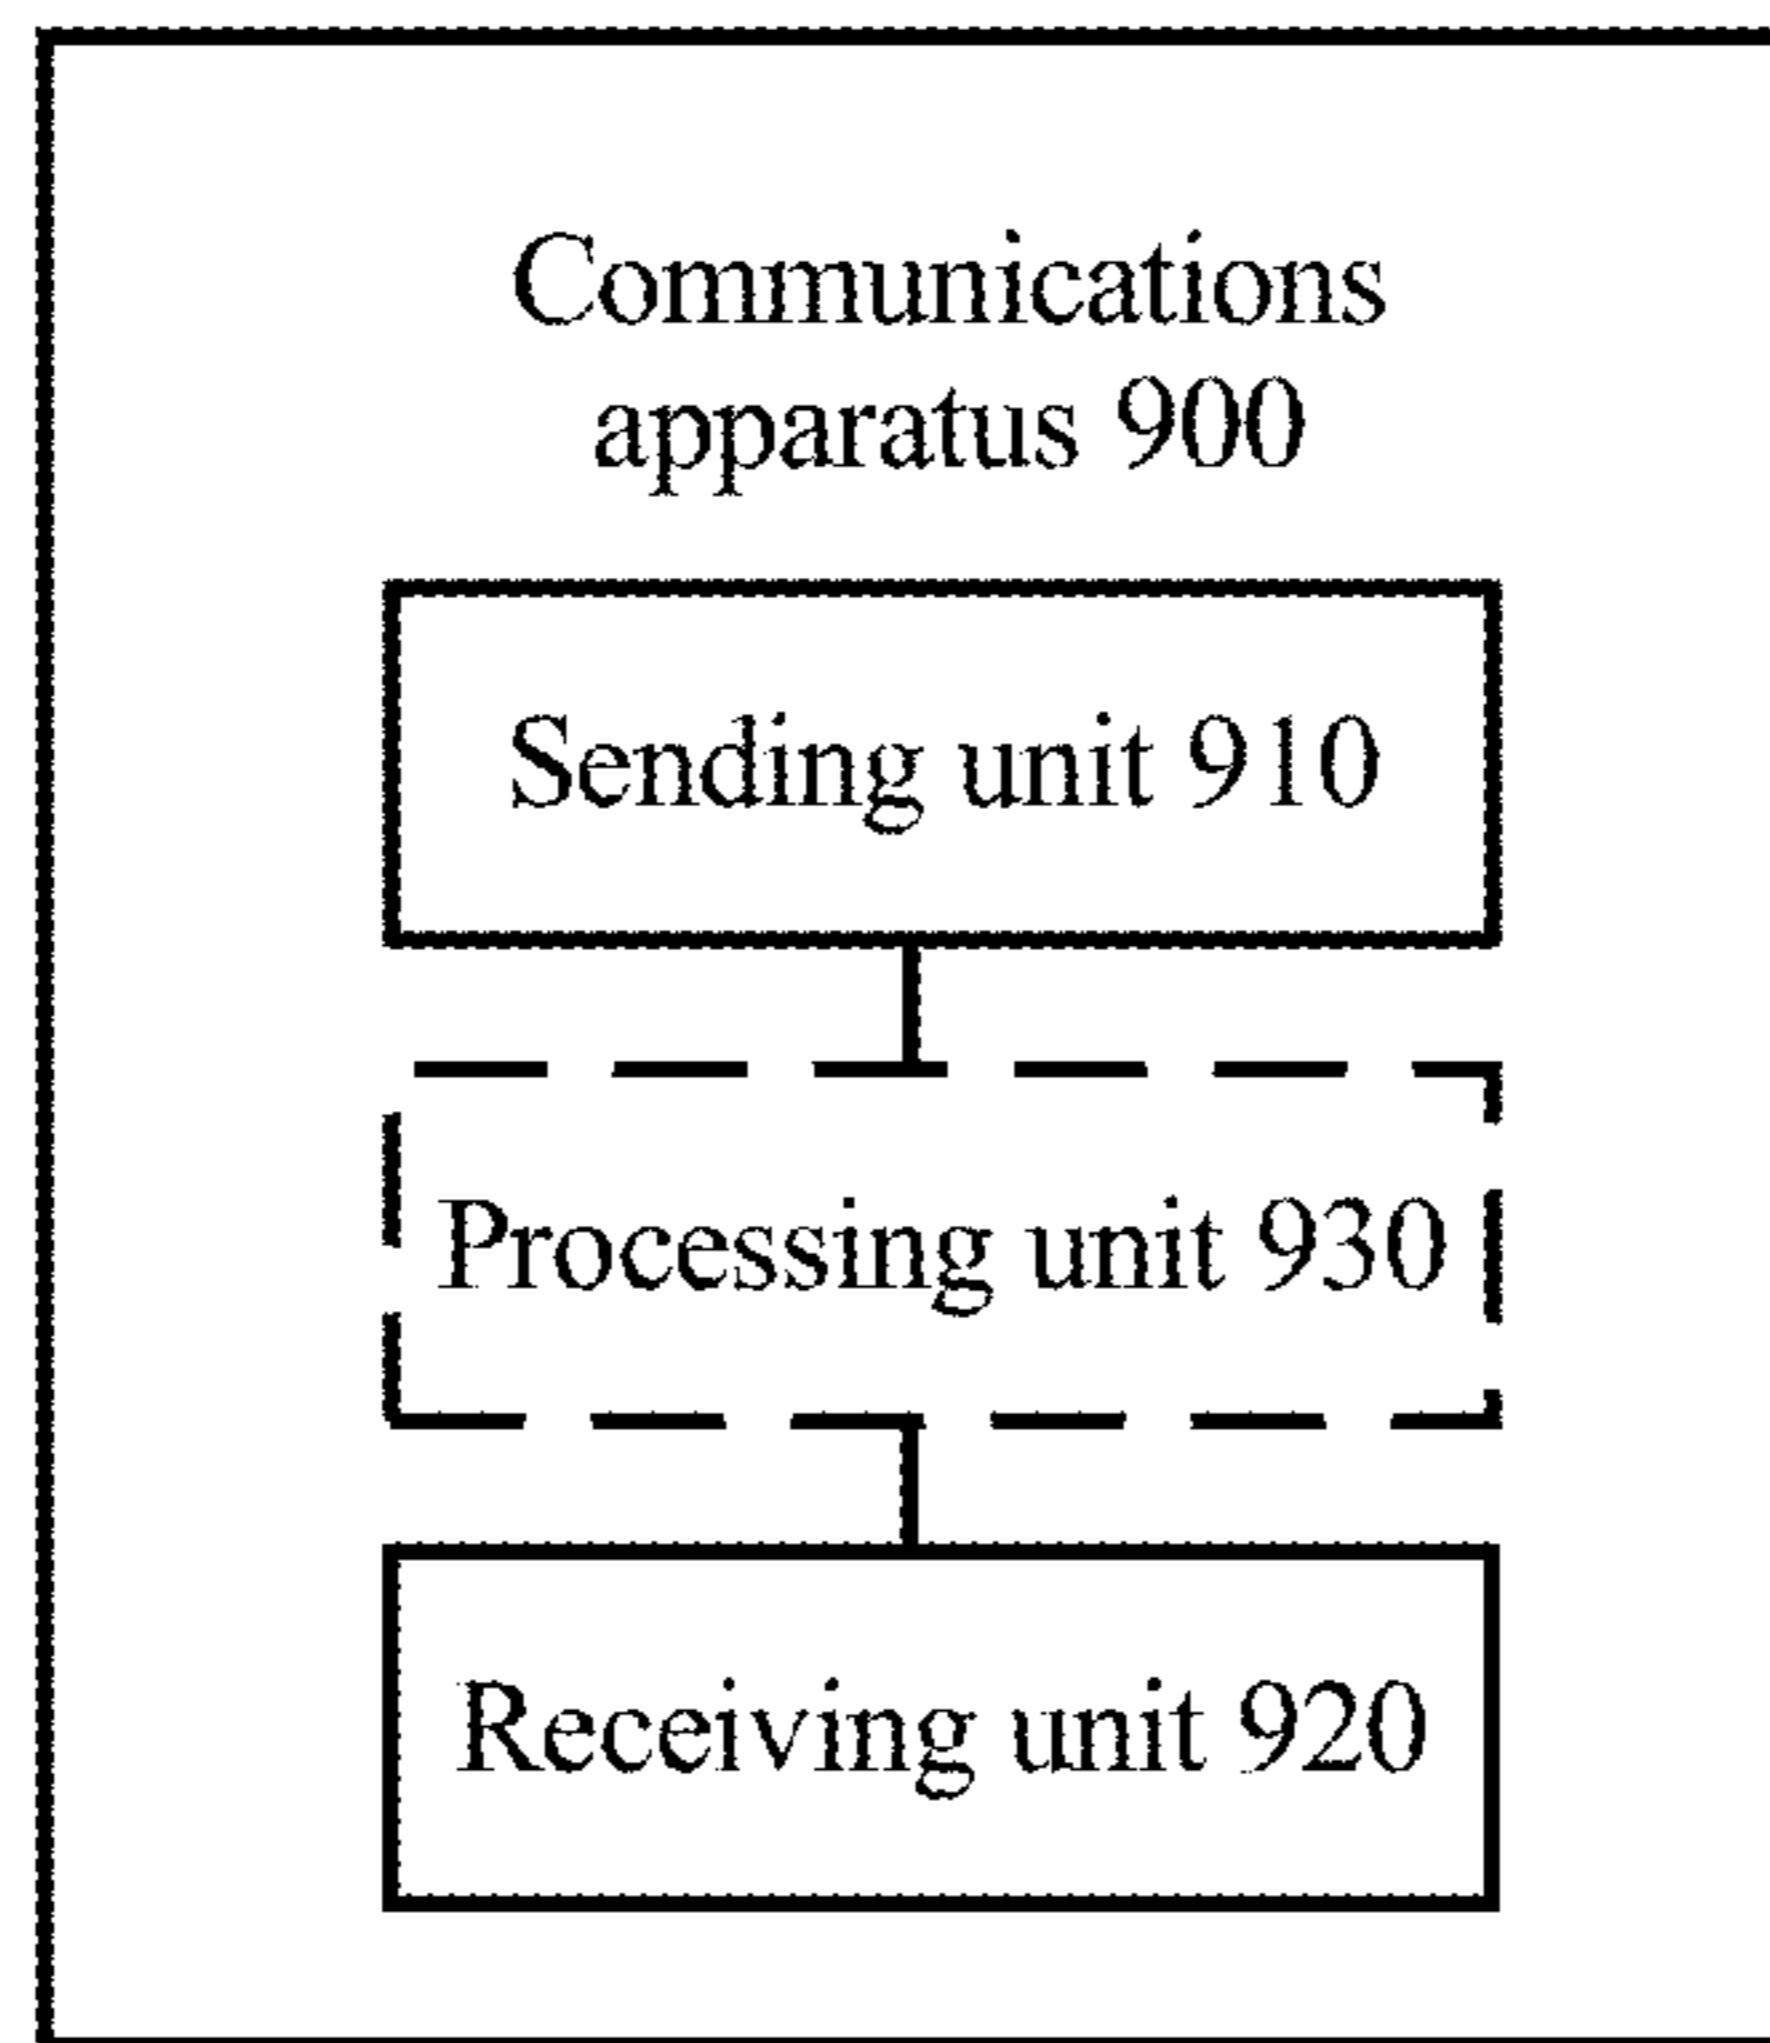 Communications
apparatus 900
Sending unit 910
Processing unit 930
Receiving unit 920